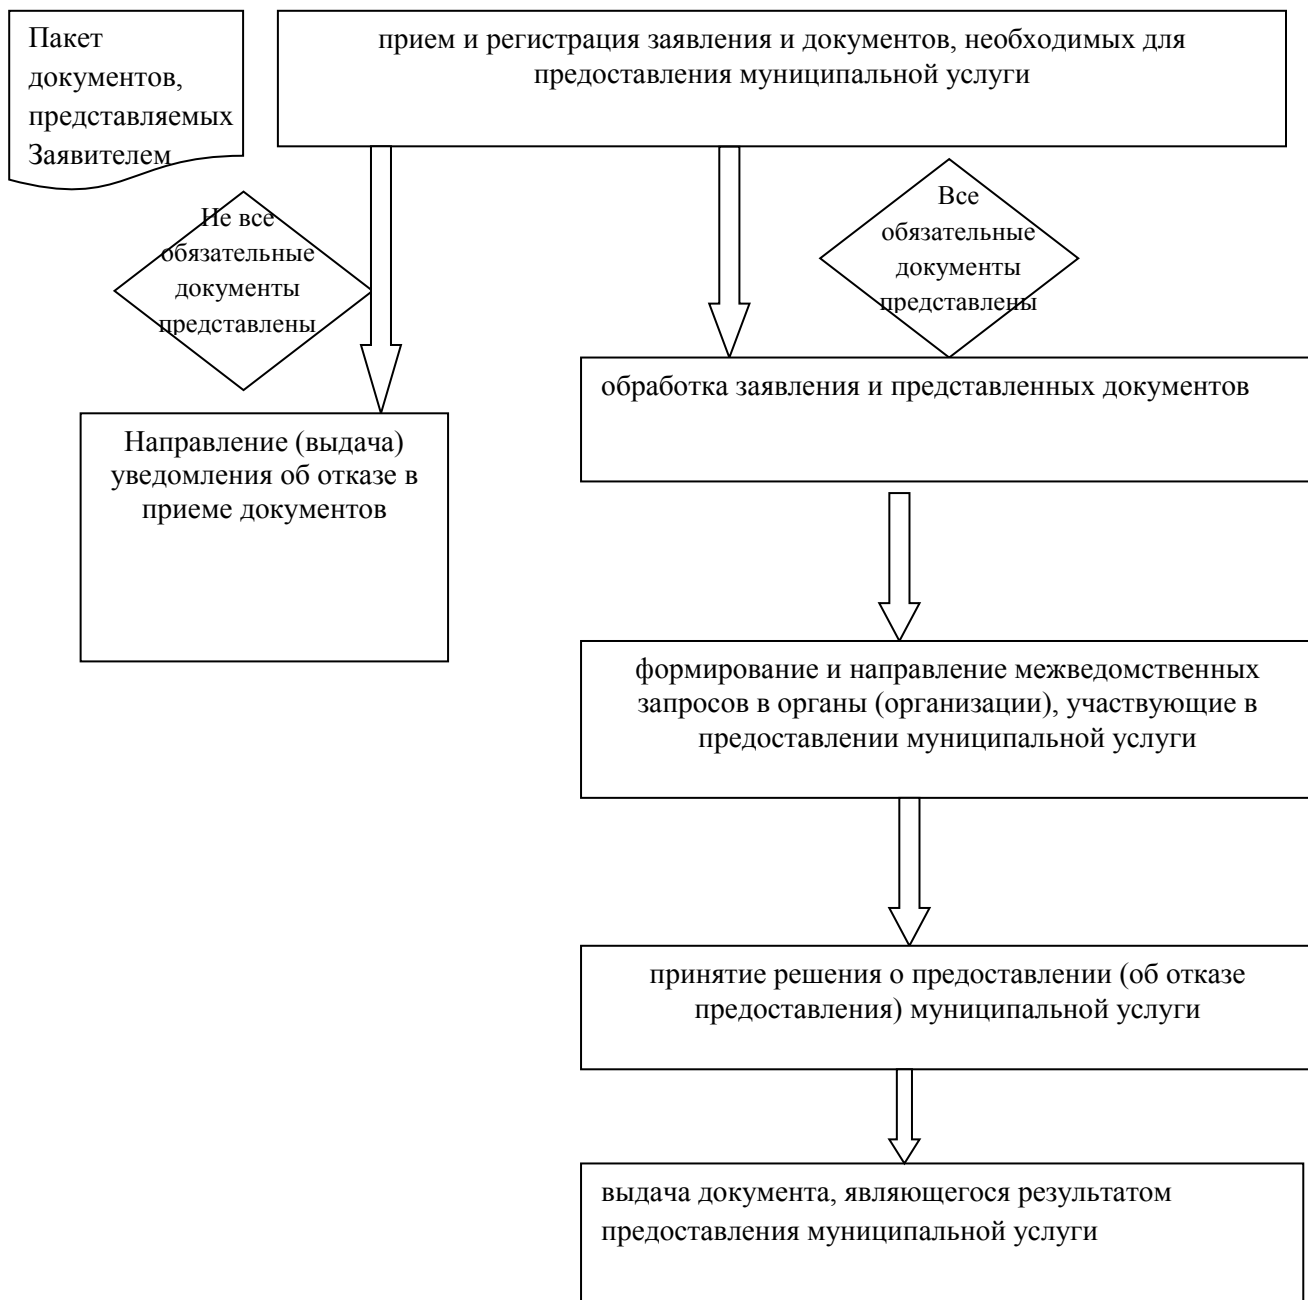 Пакет
документов,
представляемых
Заявителем
прием и регистрация заявления и документов, необходимых для
предоставления муниципальной услуги
Не все
обязательные
документы
представлены
Все
обязательные
документы
представлены
обработка заявления и представленных документов
Направление (выдача)
уведомления об отказе в
приеме документов
формирование и направление межведомственных
запросов в органы (организации), участвующие в
предоставлении муниципальной услуги
принятие решения о предоставлении (об отказе
предоставления) муниципальной услуги
выдача документа, являющегося результатом
предоставления муниципальной услуги